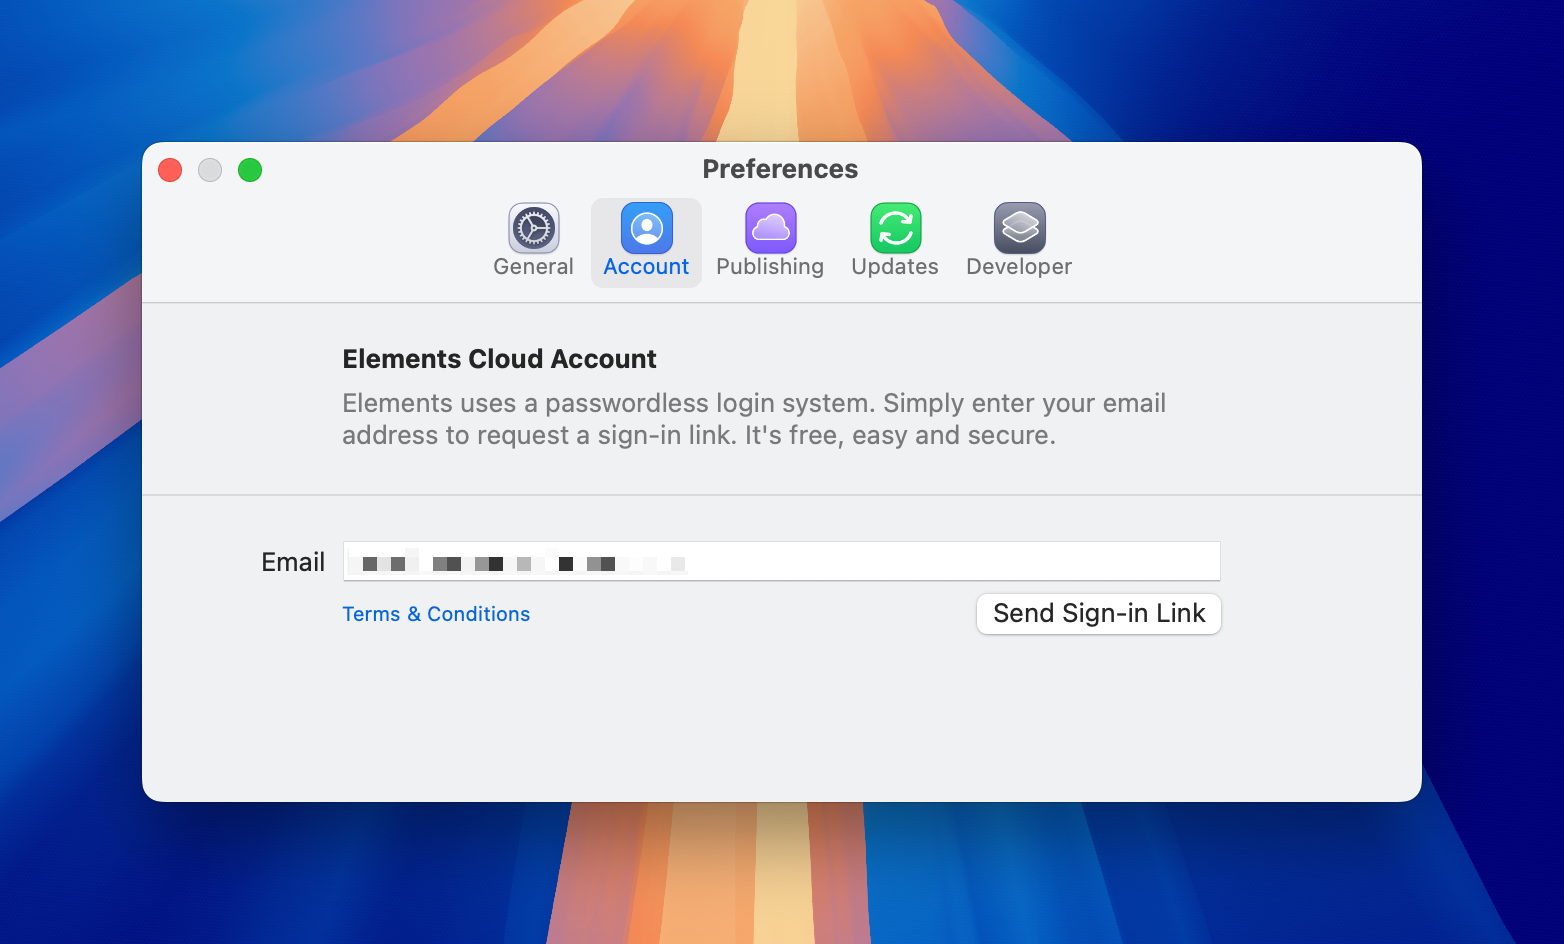 Preferences
General
Account
Publishing
Updates
Developer
Elements Cloud Account
Elements uses a passwordless login system. Simply enter your email
address to request a sign-in link. It's free, easy and secure.
Email
Terms & Conditions
Send Sign-in Link